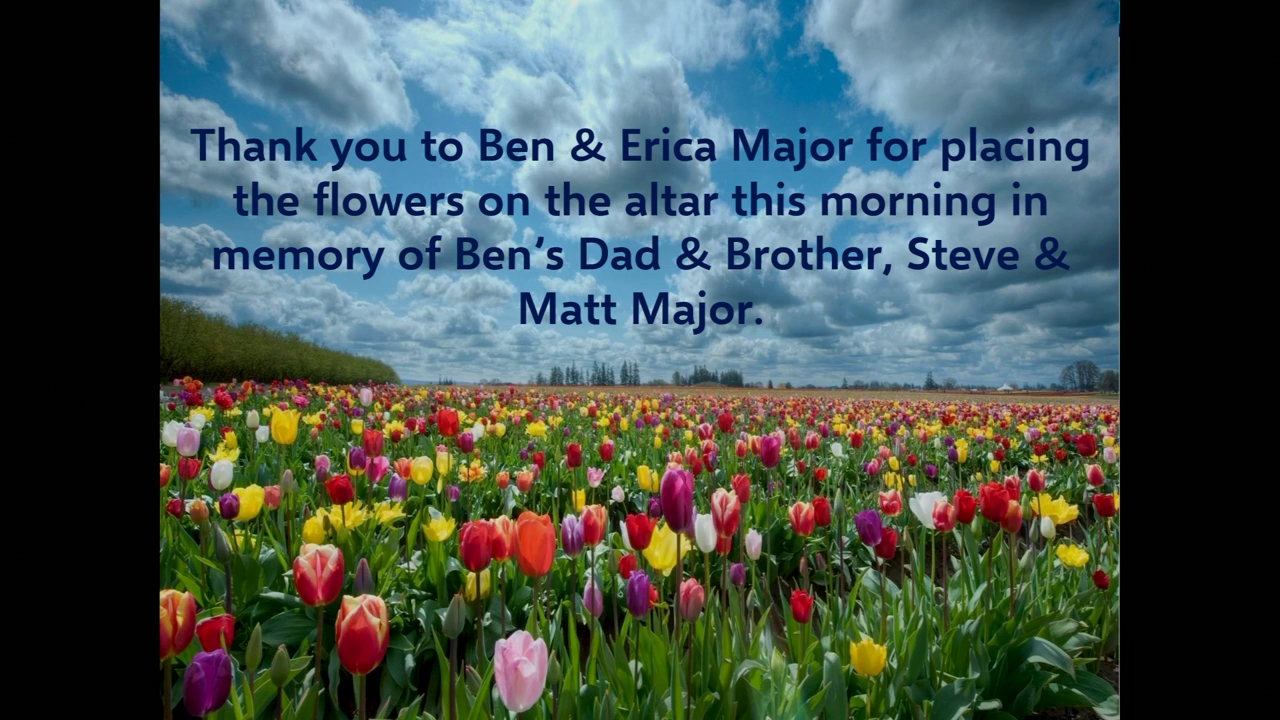 Thank you to Ben & Erica Major for placing
the flowers on the altar this morning in
memory of Ben’s Dad & Brother, Steve &
Matt Major.